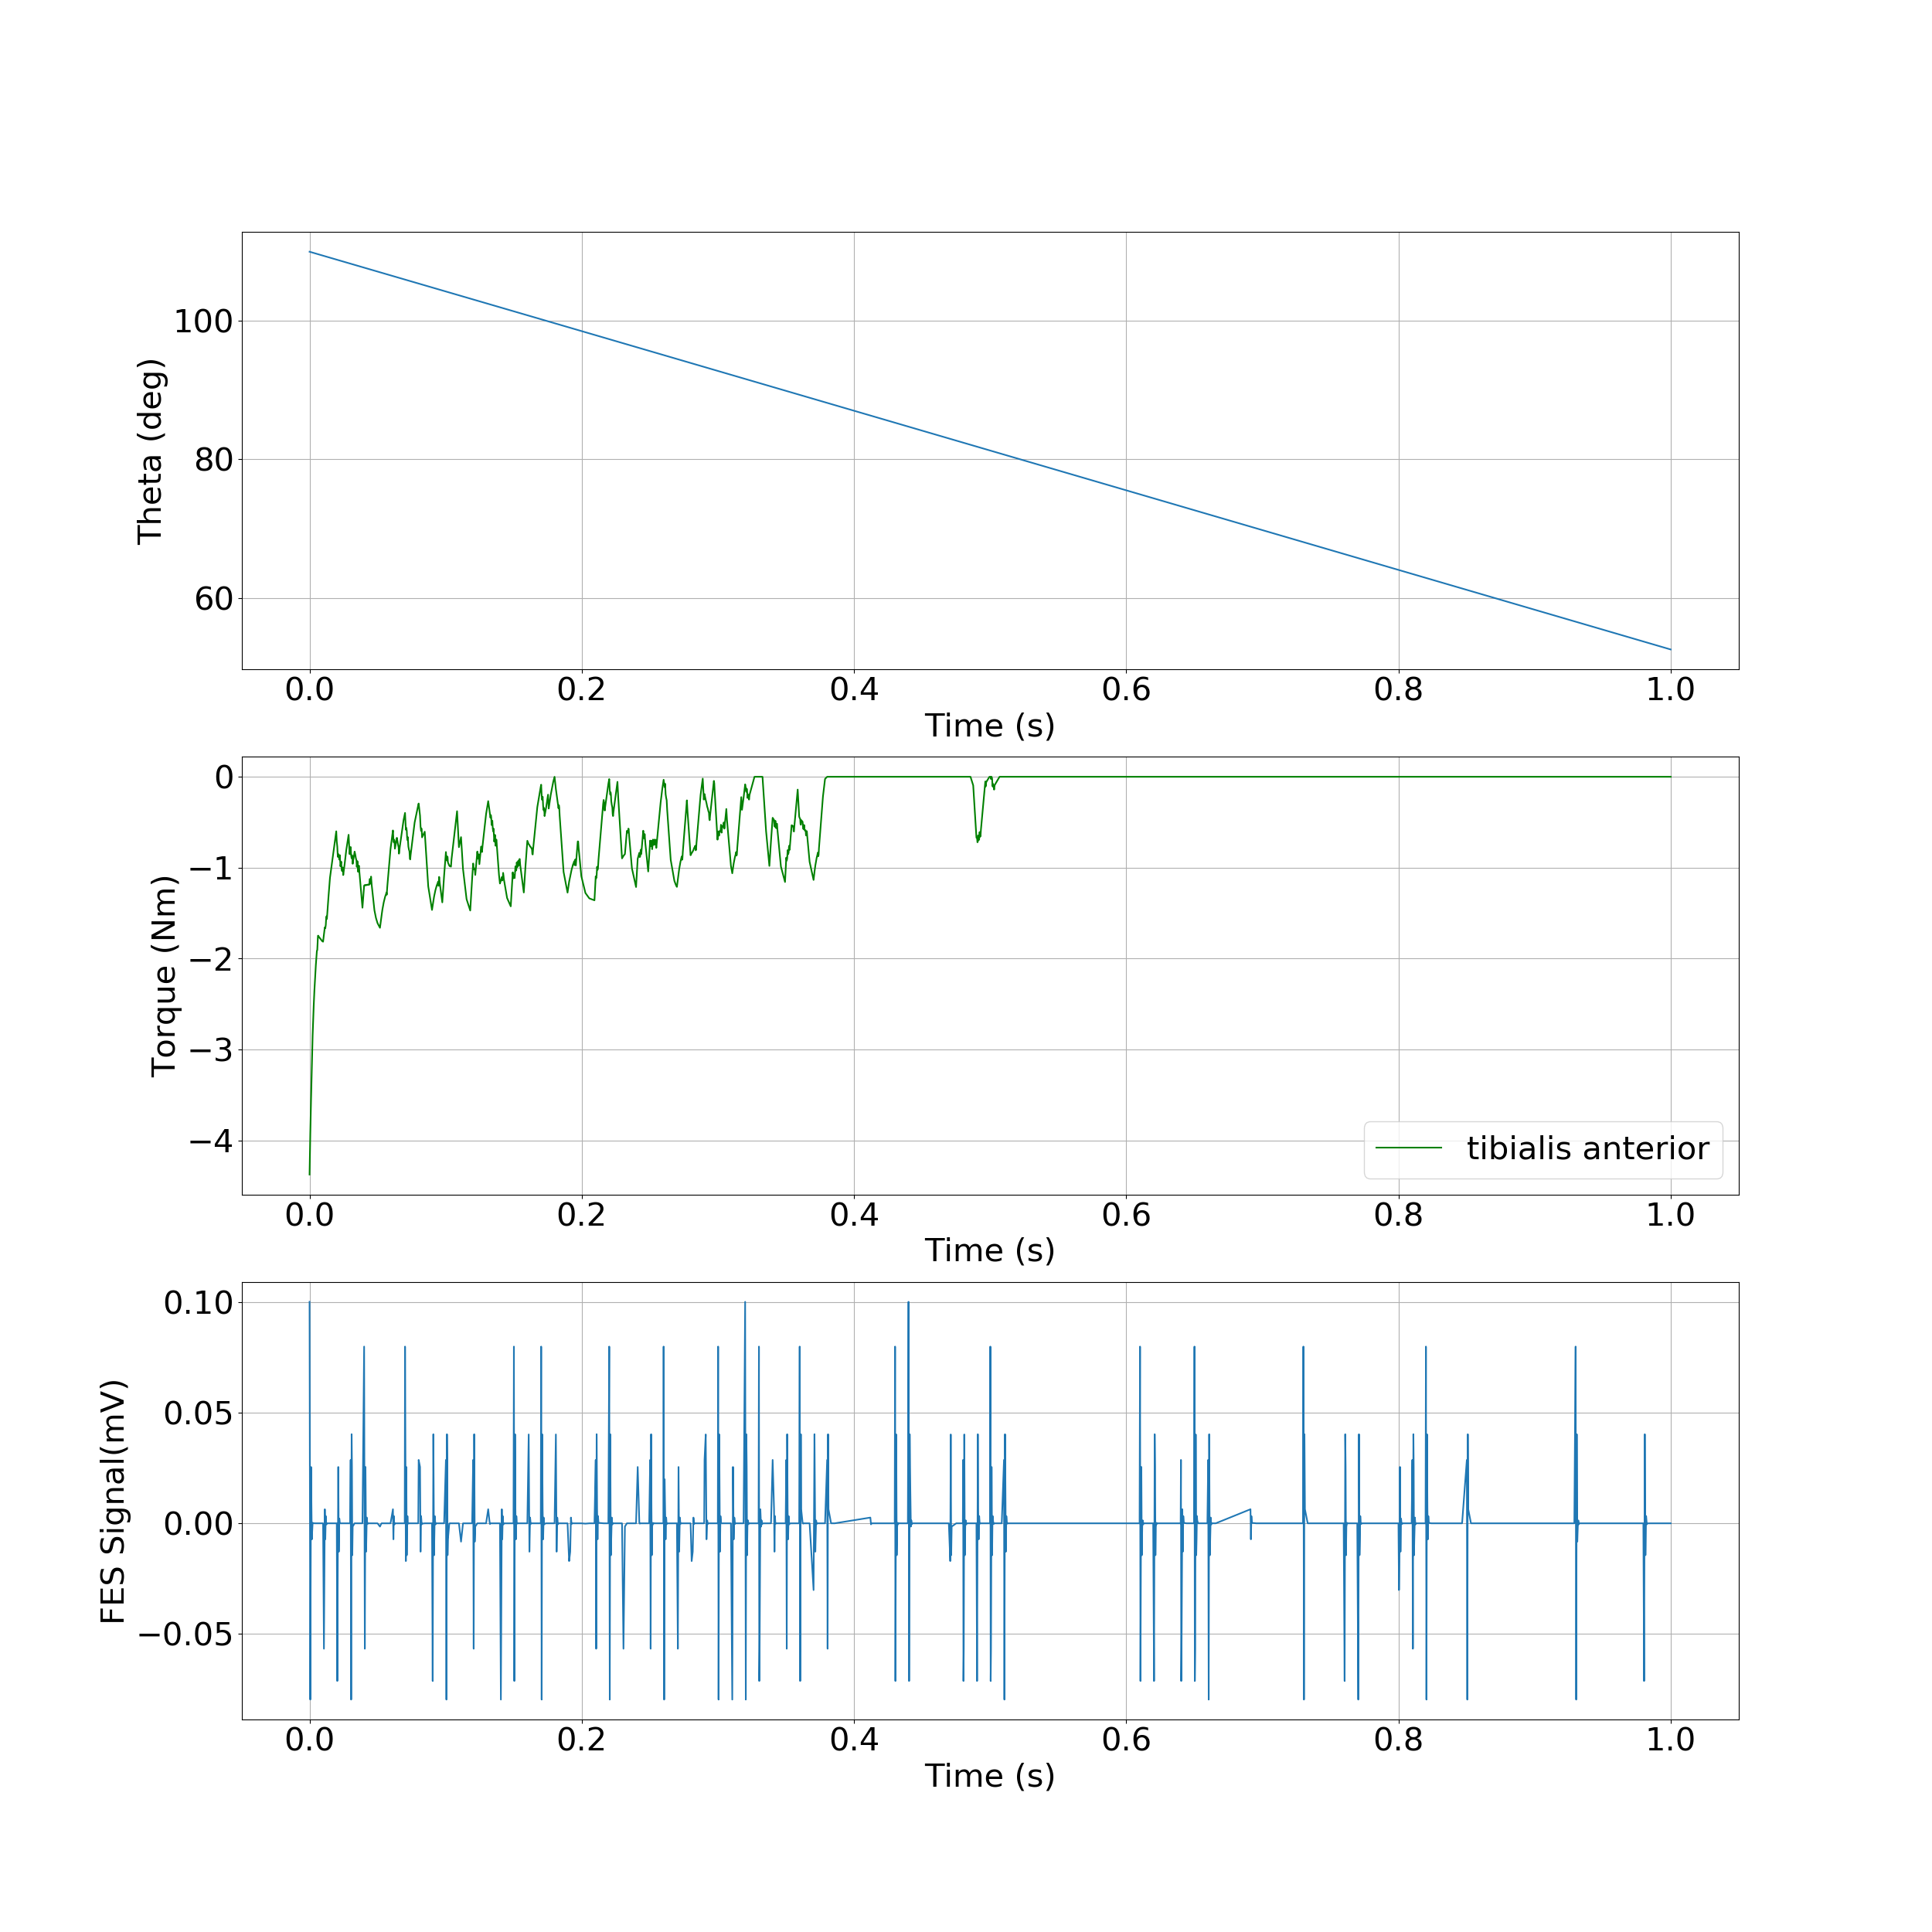 Theta (deg)
100
80
60
0.0 0.2 0.4 0.6 0.8 1.0
Time (s)
Torque (Nm)
0
−1
−2
−3
−4
tibialis anterior
0.0 0.2 0.4 0.6 0.8 1.0
Time (s)
FES Signal(mV)
0.10
0.05
0.00
−0.05
0.0 0.2 0.4 0.6 0.8 1.0
Time (s)